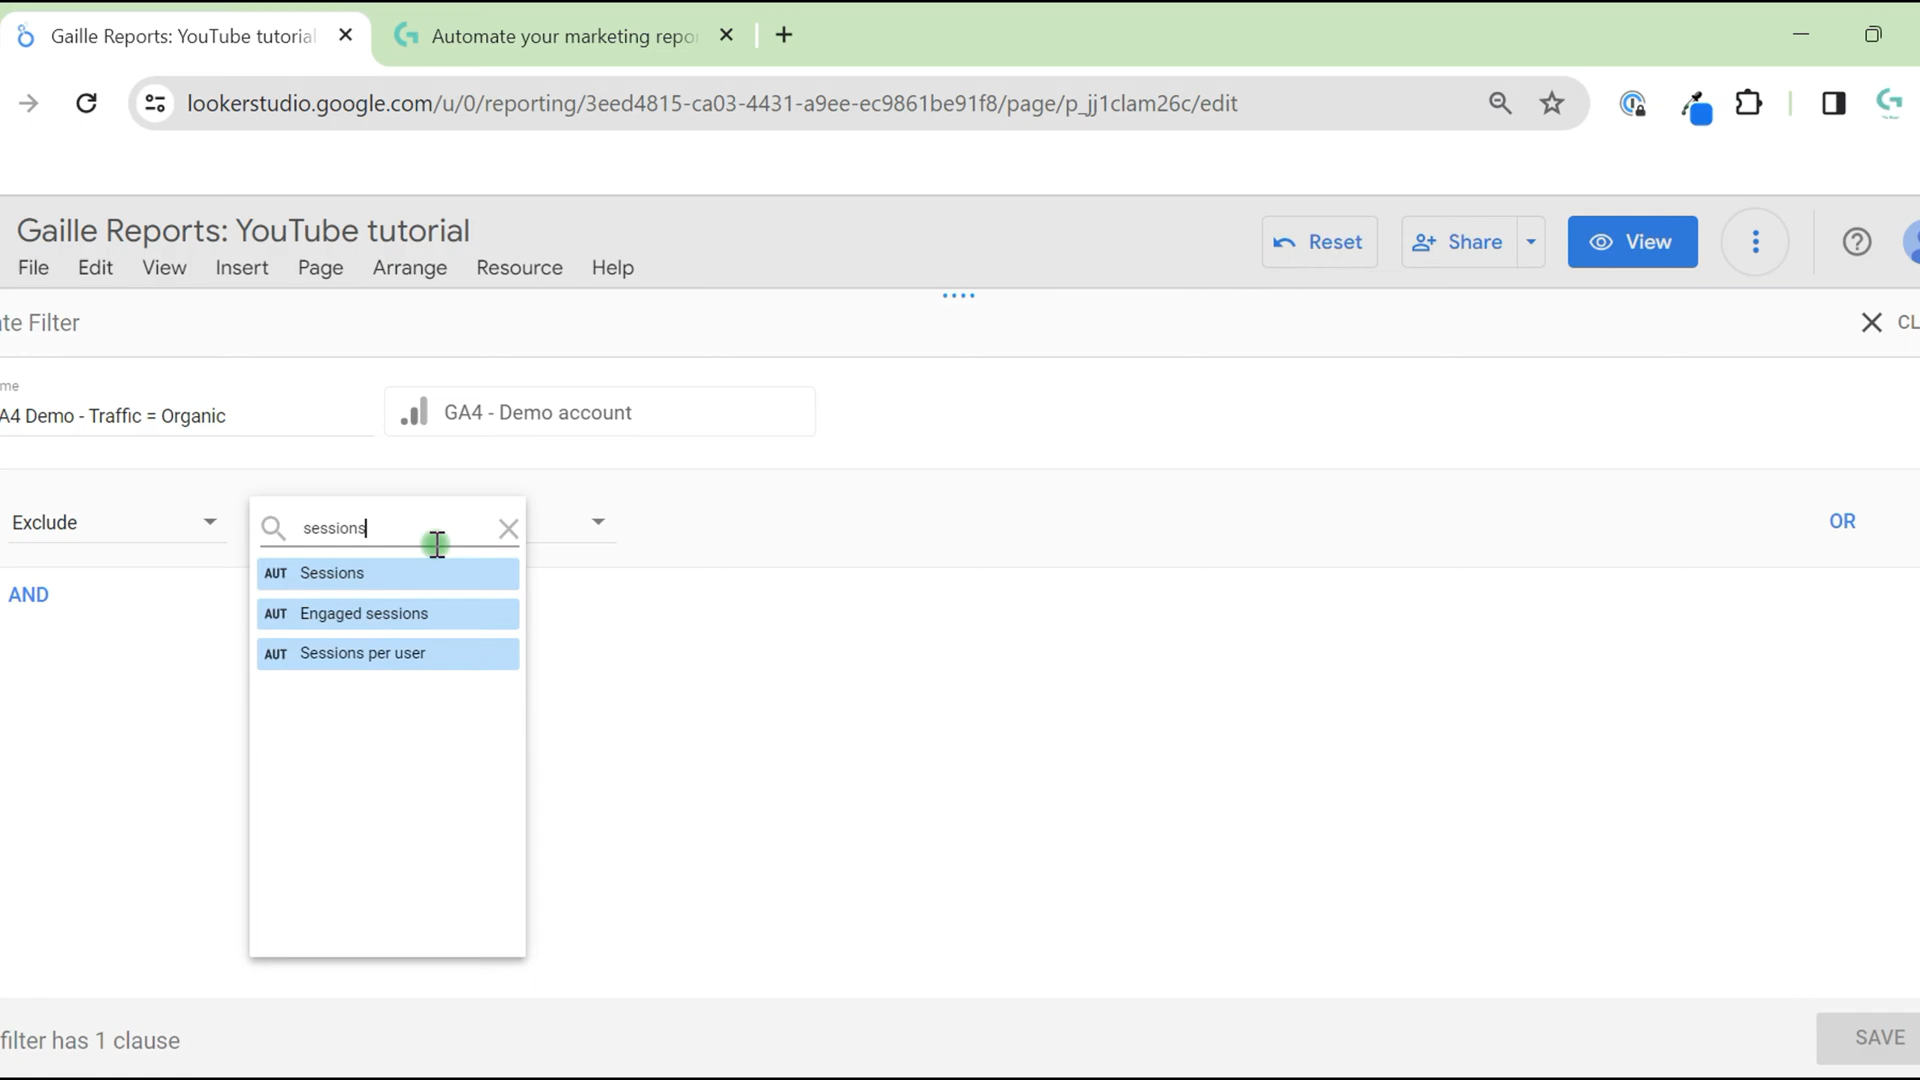 Gaille Reports: YouTube tutorial
Automate your marketing repo
lookerstudio.google.com/u/0/reporting/3eed4815-ca03-4431-a9ee-ec9861be91f8/page/p_jj1clam26c/edit
Gaille Reports: YouTube tutorial
Reset
Share
View
File Edit View Insert Page Arrange Resource Help
te Filter
CL
me
A4 Demo - Traffic = Organic
GA4 - Demo account
Exclude
sessions
OR
AUT Sessions
AND
AUT Engaged sessions
AUT Sessions per user
filter has 1 clause
SAVE